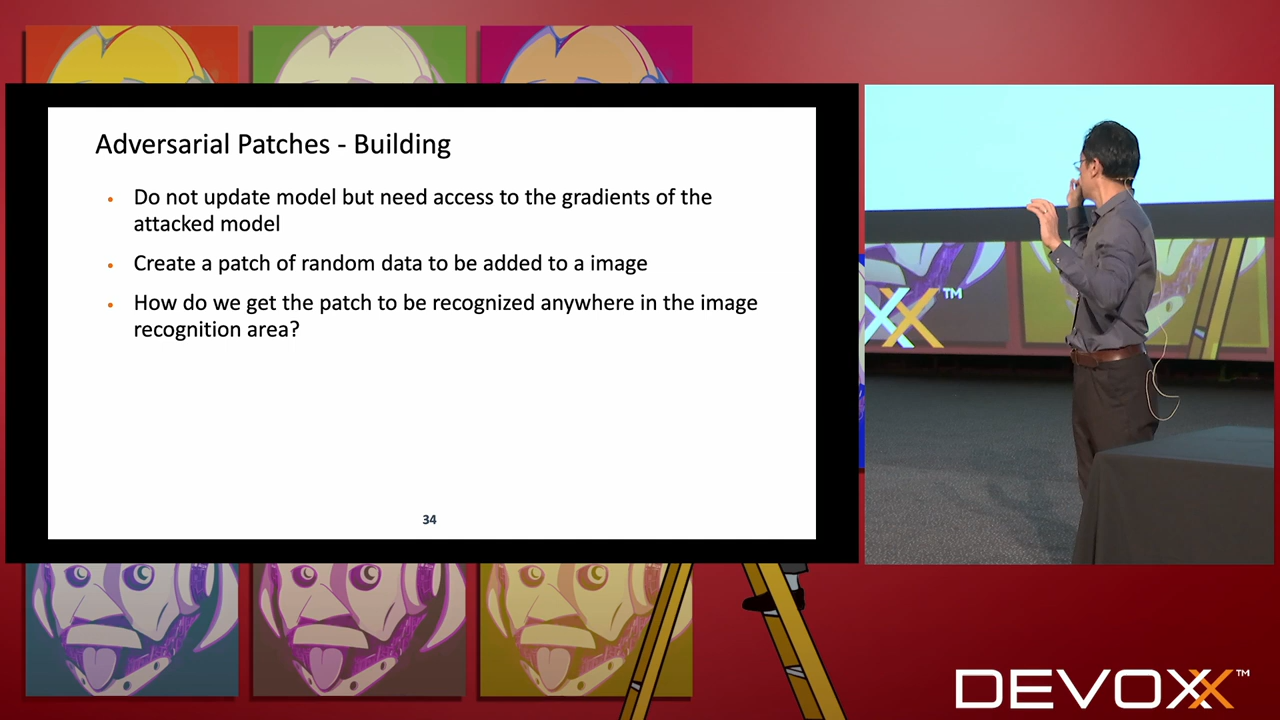 Adversarial Patches - Building
• Do not update model but need access to the gradients of the
attacked model
• Create a patch of random data to be added to a image
• How do we get the patch to be recognized anywhere in the image
recognition area?
34
XX™
DEVOXX™